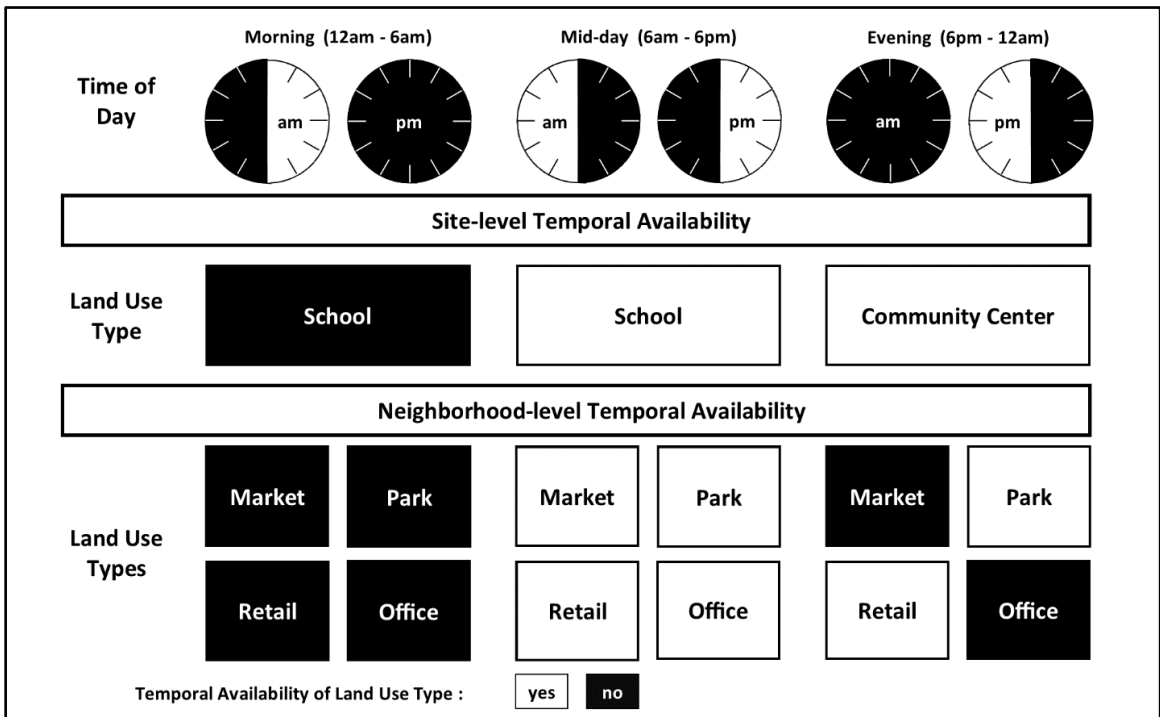 Morning (12am - 6am) Mid-day (6am - 6pm) Evening (6pm - 12am)
Time of
Day
am pm am pm am pm
Site-level Temporal Availability
Land Use
Type
School School Community Center
Neighborhood-level Temporal Availability
Land Use
Types
Market Park Market Park Market Park
Retail Office Retail Office Retail Office
Temporal Availability of Land Use Type : yes no